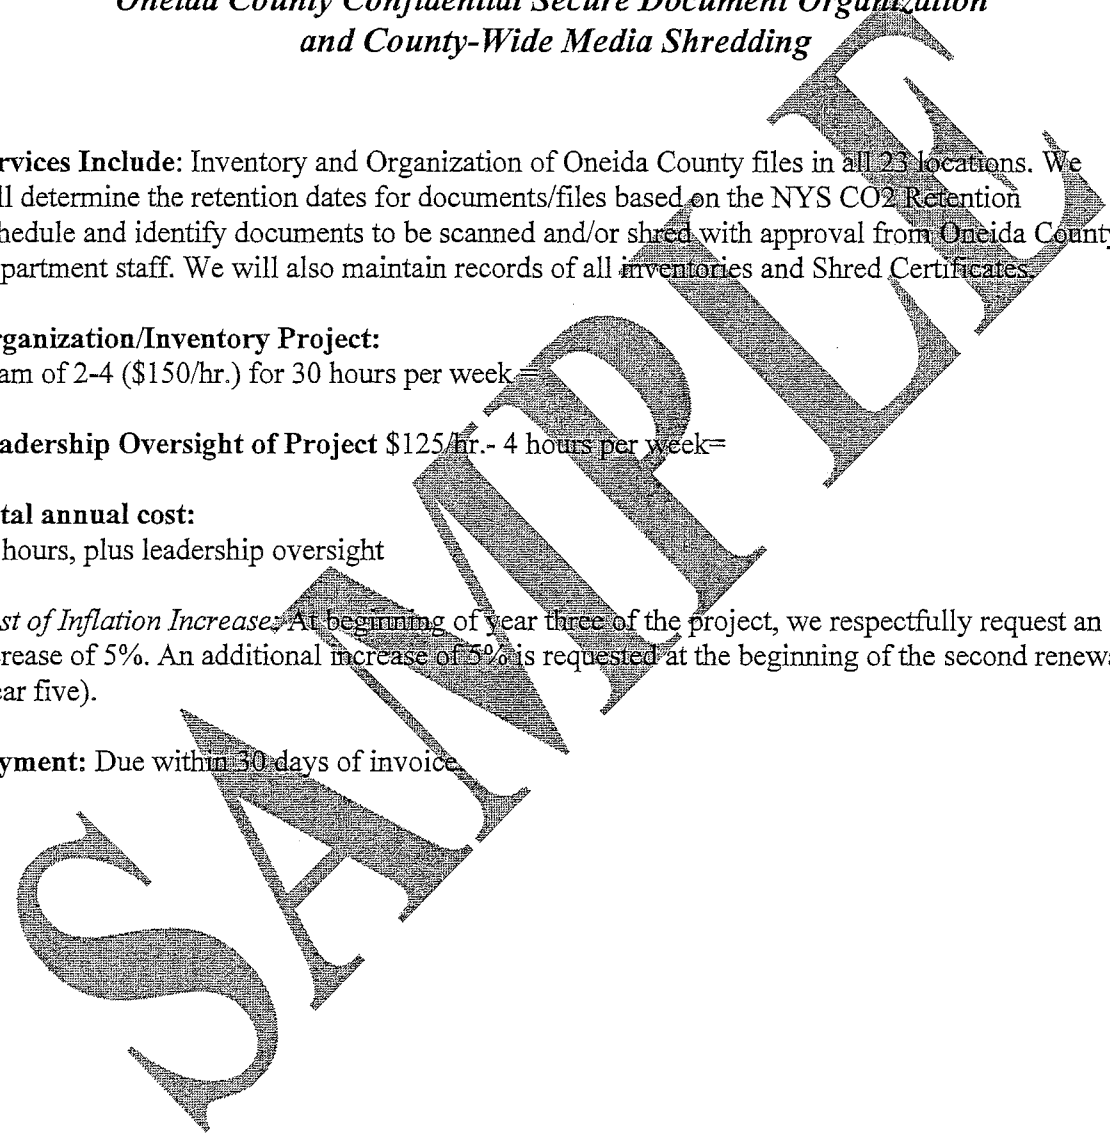 Oneida County Confidential Secure Document Organization
and County-Wide Media Shredding
rvices Include: Inventory and Organization of Oneida County files in all 23 locations. We
ll determine the retention dates for documents/files based on the NYS CO2 Retention
hedule and identify documents to be scanned and/or shred with approval from Oneida County
partment staff. We will also maintain records of all inventories and Shred Certificates.
ganization/Inventory Project:
am of 2-4 ($150/hr.) for 30 hours per week =
adership Oversight of Project $125/hr.- 4 hours per week=
tal annual cost:
hours, plus leadership oversight
st of Inflation Increase: At beginning of year three of the project, we respectfully request an
rease of 5%. An additional increase of 5% is requested at the beginning of the second renewa
ar five).
yment: Due within 30 days of invoice.
SAMPLE